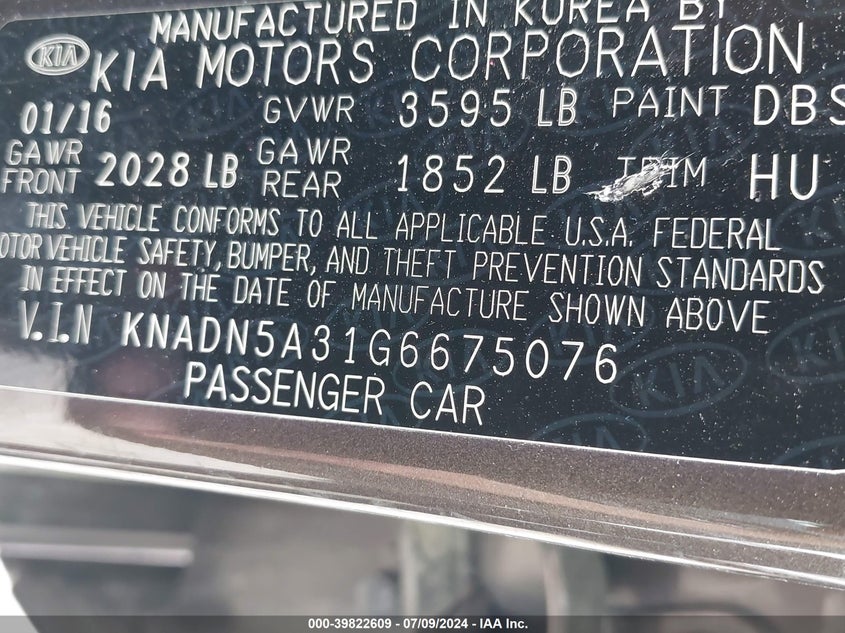 MANUFACTURED IN KOREA BY
KIA KIA MOTORS CORPORATION
01/16 GVWR 3595 LB PAINT DBS
GAWR FRONT 2028 LB GAWR REAR 1852 LB TRIM HU
THIS VEHICLE CONFORMS TO ALL APPLICABLE U.S.A. FEDERAL
OTOR VEHICLE SAFETY, BUMPER, AND THEFT PREVENTION STANDARDS
IN EFFECT ON THE DATE OF MANUFACTURE SHOWN ABOVE
V.I.N KNADN5A31G6675076
PASSENGER CAR
000-39822609 - 07/09/2024 - IAA Inc.